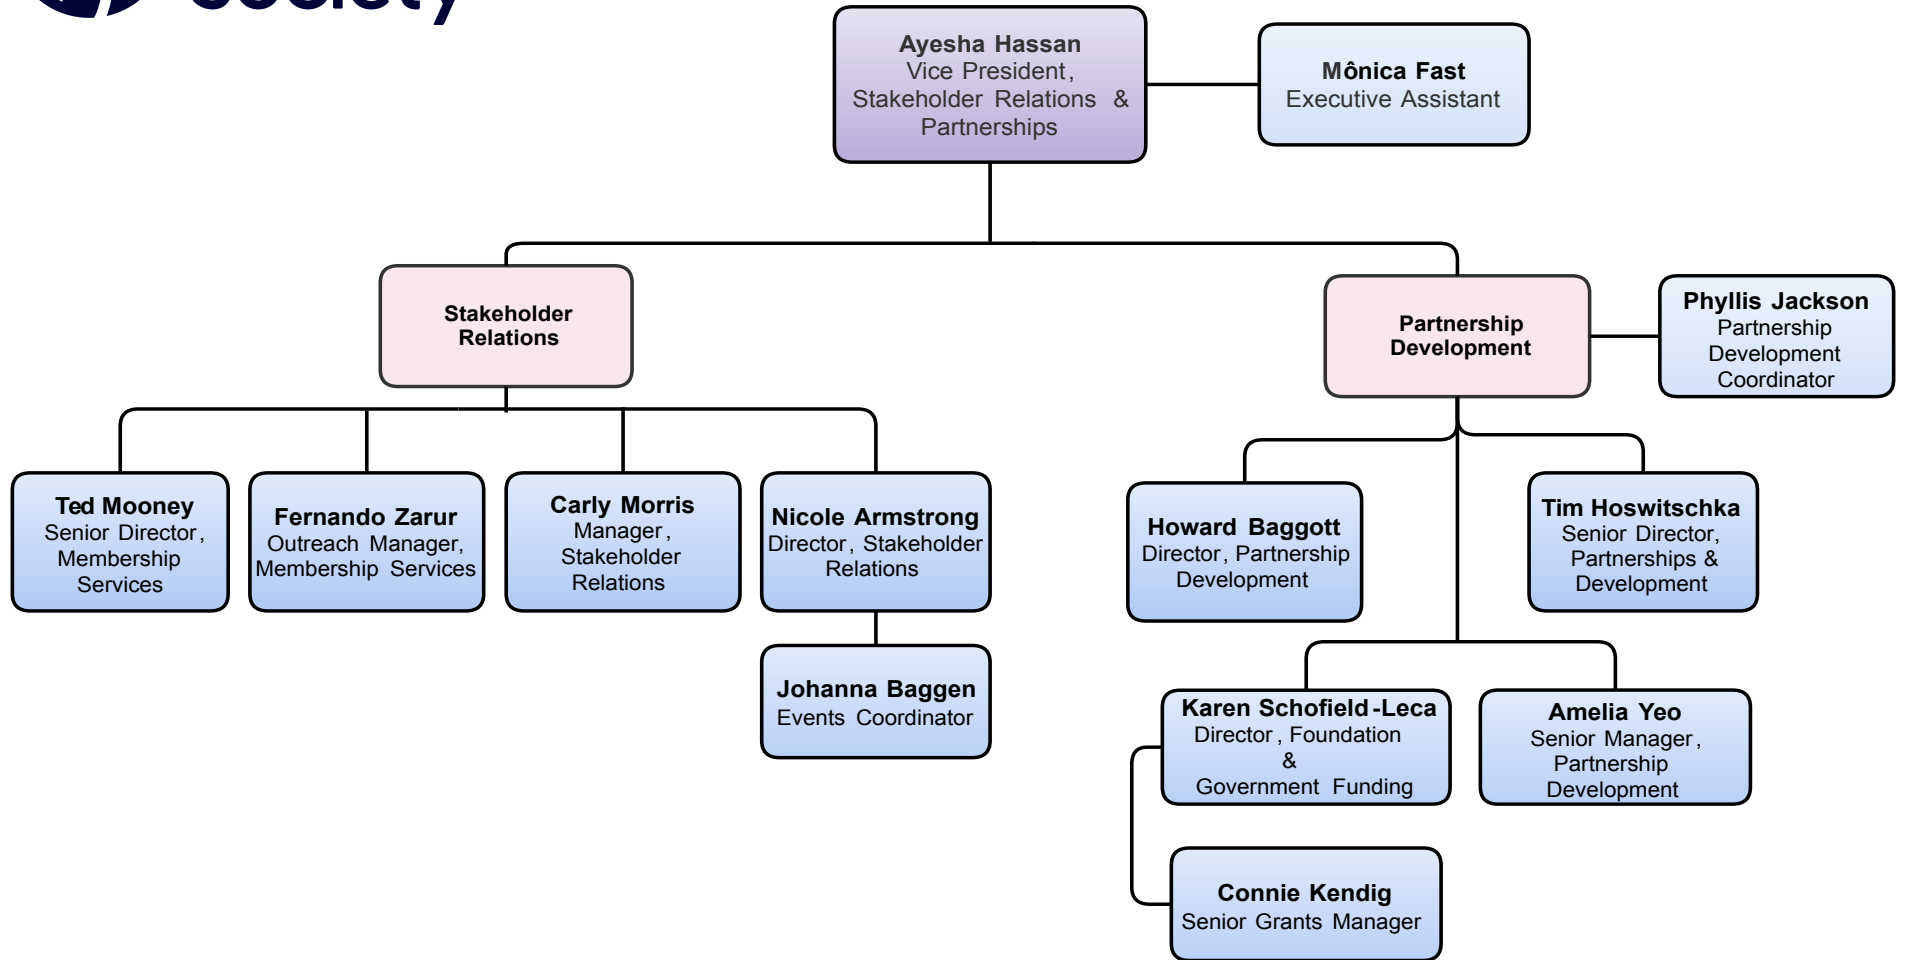 Society
Ayesha Hassan
Vice President,
Stakeholder Relations &
Partnerships
Mônica Fast
Executive Assistant
Stakeholder
Relations
Partnership
Development
Phyllis Jackson
Partnership
Development
Coordinator
Ted Mooney
Senior Director,
Membership
Services
Fernando Zarur
Outreach Manager,
Membership Services
Carly Morris
Manager,
Stakeholder
Relations
Nicole Armstrong
Director, Stakeholder
Relations
Howard Baggott
Director, Partnership
Development
Tim Hoswitschka
Senior Director,
Partnerships &
Development
Johanna Baggen
Events Coordinator
Karen Schofield-Leca
Director, Foundation
&
Government Funding
Amelia Yeo
Senior Manager,
Partnership
Development
Connie Kendig
Senior Grants Manager